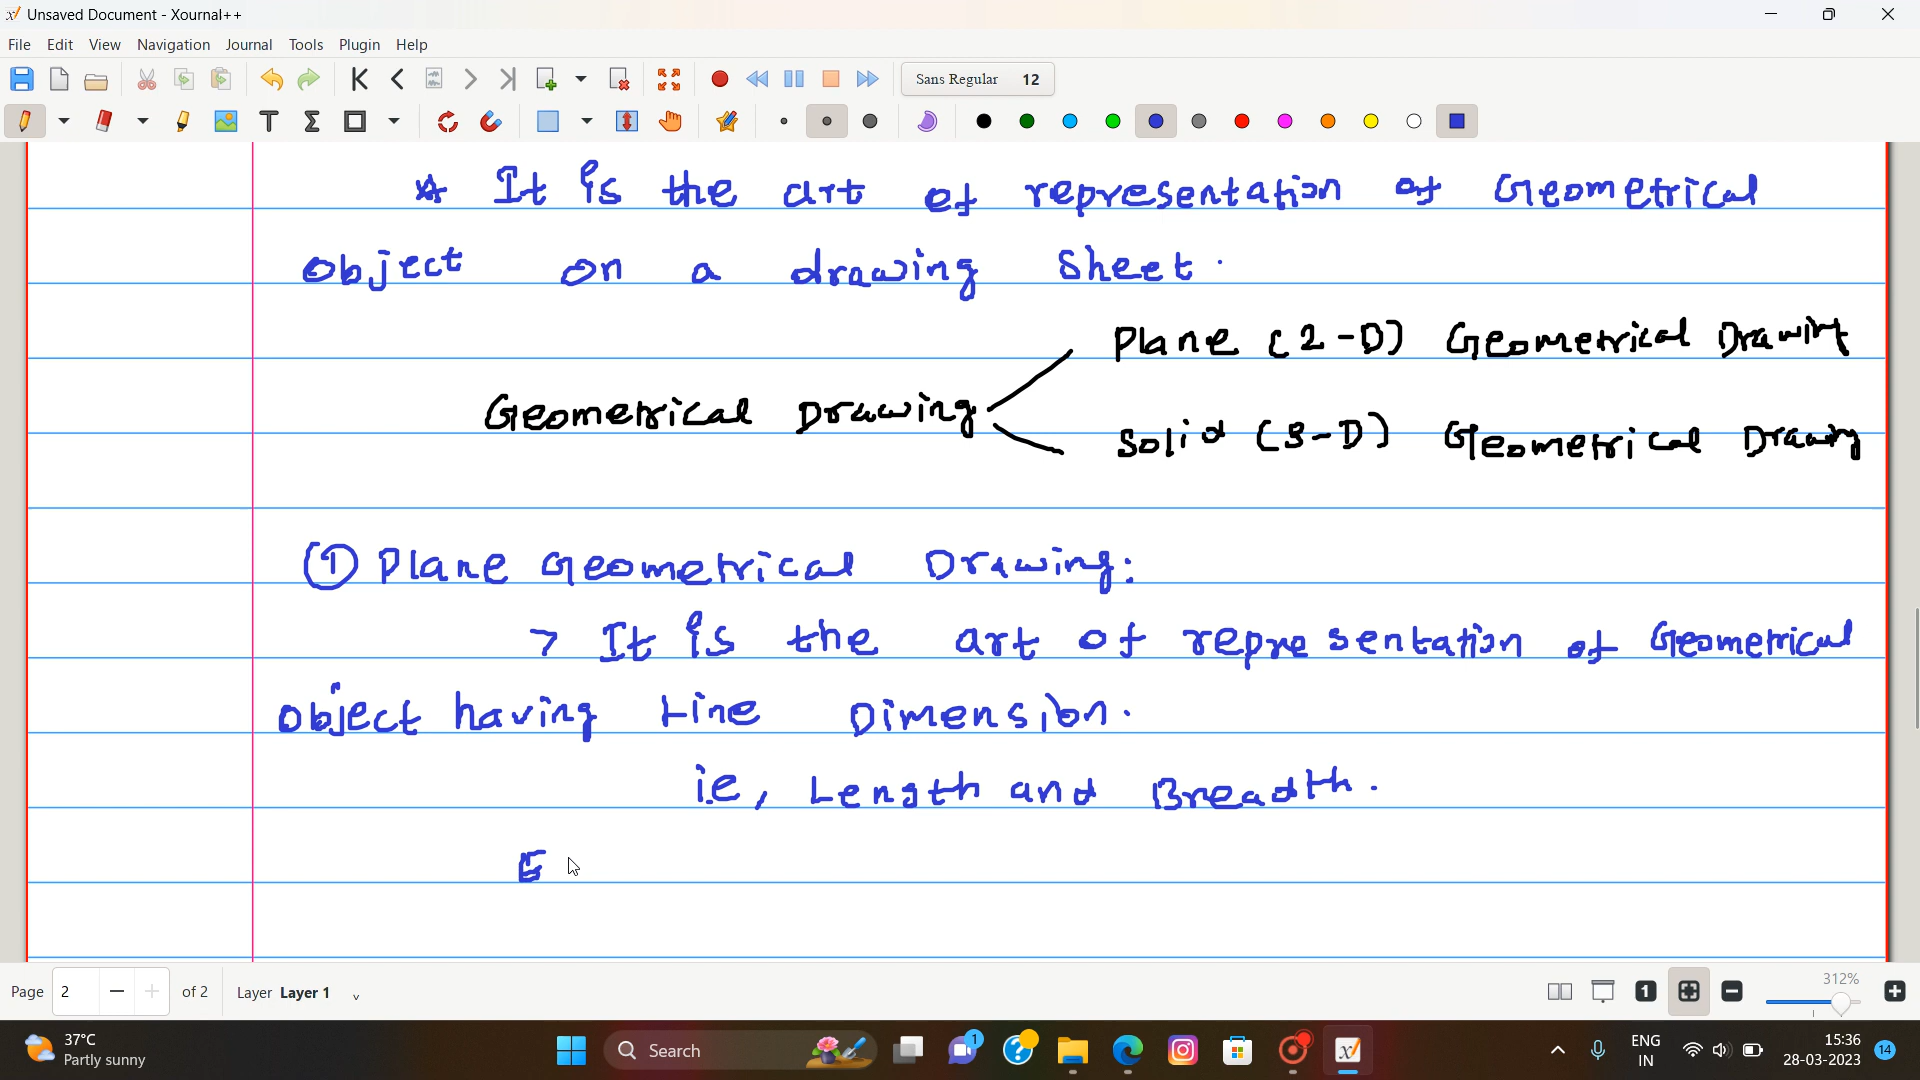 Unsaved Document - Xournal++
File Edit View Navigation Journal Tools Plugin Help
Sans Regular 12
It is the art of representation of Geometrical
object on a drawing sheet.
Plane (2-D) Geometrical Drawing
Geometrical Drawing
Solid (3-D) Geometrical Drawing
(1) Plane Geometrical Drawing:
> It is the art of representation of Geometrical
object having Line Dimension.
i.e, Length and Breadth.
E
Page 2 of 2 Layer Layer 1 312%
37°C
Partly sunny
Search
1
ENG
IN
15:36
28-03-2023
14